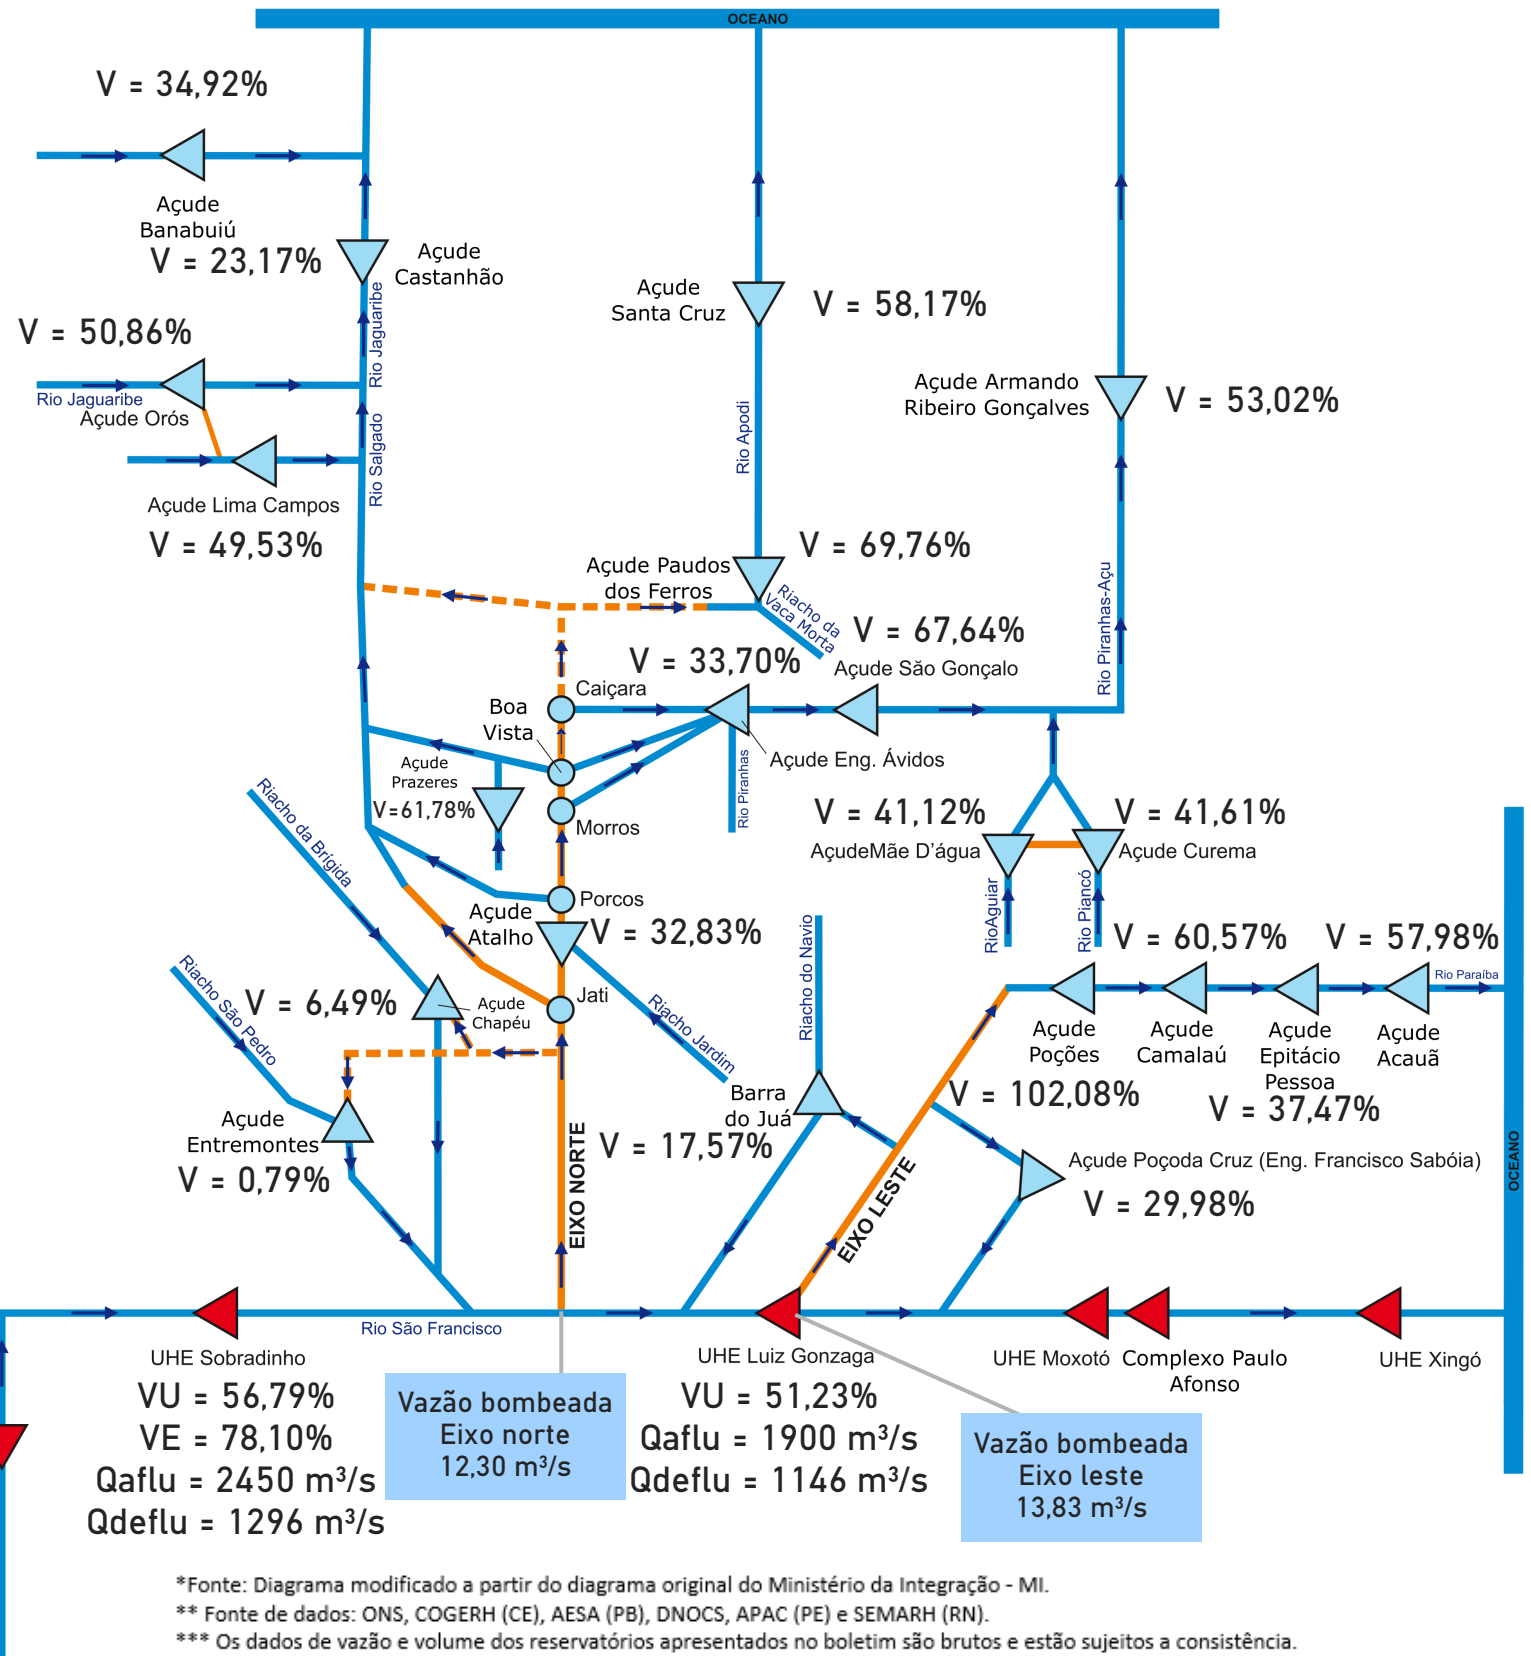 OCEANO
V = 34,92%
Açude
Banabuiú
V = 23,17%
Açude
Castanhão
Rio Jaguaribe
Açude
Santa Cruz
V = 58,17%
V = 50,86%
Rio Jaguaribe
Açude Orós
Açude Armando
Ribeiro Gonçalves
V = 53,02%
Rio Salgado
Rio Apodi
Açude Lima Campos
V = 49,53%
V = 69,76%
Açude Paudos
dos Ferros
Riacho da
Vaca Morta
Rio Piranhas-Açu
V = 67,64%
Açude São Gonçalo
V = 33,70%
Caiçara
Boa
Vista
Açude Eng. Ávidos
Rio Piranhas
Açude
Prazeres
V=61,78%
Morros
Riacho da Brígida
V = 41,12%
AçudeMãe D'água
V = 41,61%
Açude Curema
RioAguiar
Rio Piancó
Porcos
Açude
Atalho
V = 32,83%
Riacho do Navio
V = 60,57%
V = 57,98%
Rio Paraíba
Riacho São Pedro
V = 6,49%
Açude
Chapéu
Jati
Riacho Jardim
Açude
Poções
Açude
Camalaú
Açude
Epitácio
Pessoa
Açude
Acauã
V = 102,08%
V = 37,47%
Barra
do Juá
V = 17,57%
Açude
Entremontes
V = 0,79%
EIXO NORTE
EIXO LESTE
Açude Poçoda Cruz (Eng. Francisco Sabóia)
V = 29,98%
OCEANO
Rio São Francisco
UHE Sobradinho
VU = 56,79%
VE = 78,10%
Qaflu = 2450 m³/s
Qdeflu = 1296 m³/s
Vazão bombeada
Eixo norte
12,30 m³/s
UHE Luiz Gonzaga
VU = 51,23%
Qaflu = 1900 m³/s
Qdeflu = 1146 m³/s
Vazão bombeada
Eixo leste
13,83 m³/s
UHE Moxotó
Complexo Paulo
Afonso
UHE Xingó
*Fonte: Diagrama modificado a partir do diagrama original do Ministério da Integração - MI.
** Fonte de dados: ONS, COGERH (CE), AESA (PB), DNOCS, APAC (PE) e SEMARH (RN).
*** Os dados de vazão e volume dos reservatórios apresentados no boletim são brutos e estão sujeitos a consistência.